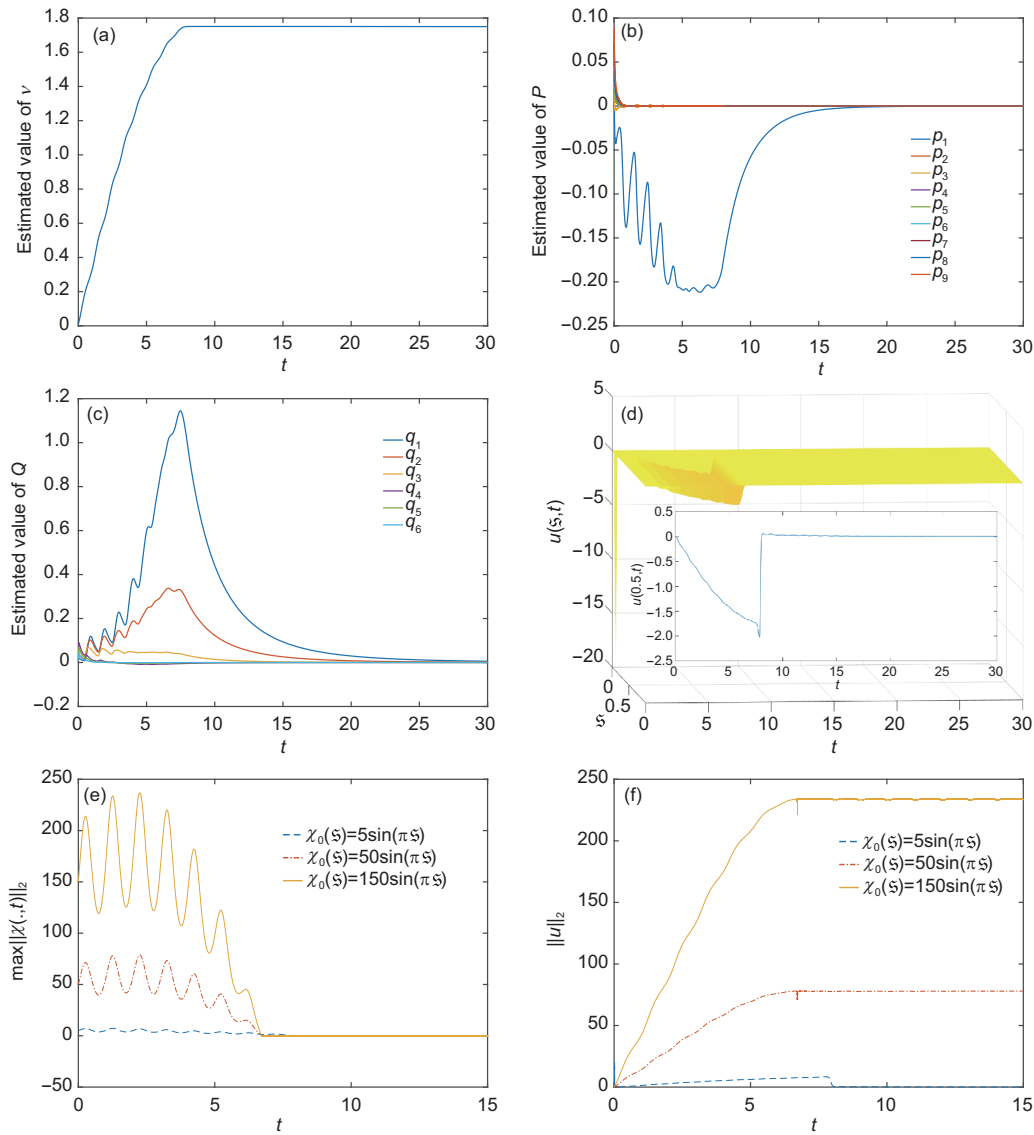 (a)
Estimated value of ν
1.8
1.6
1.4
1.2
1.0
0.8
0.6
0.4
0.2
0
0 5 10 15 20 25 30
t
(b)
Estimated value of P
0.10
0.05
0
−0.05
−0.10
−0.15
−0.20
−0.25
p₁
p₂
p₃
p₄
p₅
p₆
p₇
p₈
p₉
0 5 10 15 20 25 30
t
(c)
Estimated value of Q
1.2
1.0
0.8
0.6
0.4
0.2
0
−0.2
q₁
q₂
q₃
q₄
q₅
q₆
0 5 10 15 20 25 30
t
(d)
u(𝔰,t)
5
0
−5
−10
−15
−20
0
0.5
𝔰
u(0.5,t)
0.5
0
−0.5
−1.0
−1.5
−2.0
−2.5
0 5 10 15 20 25 30
t
0 5 10 15 20 25 30
t
(e)
max||χ(.,t)||₂
250
200
150
100
50
0
−50
χ₀(𝔰)=5sin(π𝔰)
χ₀(𝔰)=50sin(π𝔰)
χ₀(𝔰)=150sin(π𝔰)
0 5 10 15
t
(f)
||u||₂
250
200
150
100
50
0
χ₀(𝔰)=5sin(π𝔰)
χ₀(𝔰)=50sin(π𝔰)
χ₀(𝔰)=150sin(π𝔰)
0 5 10 15
t